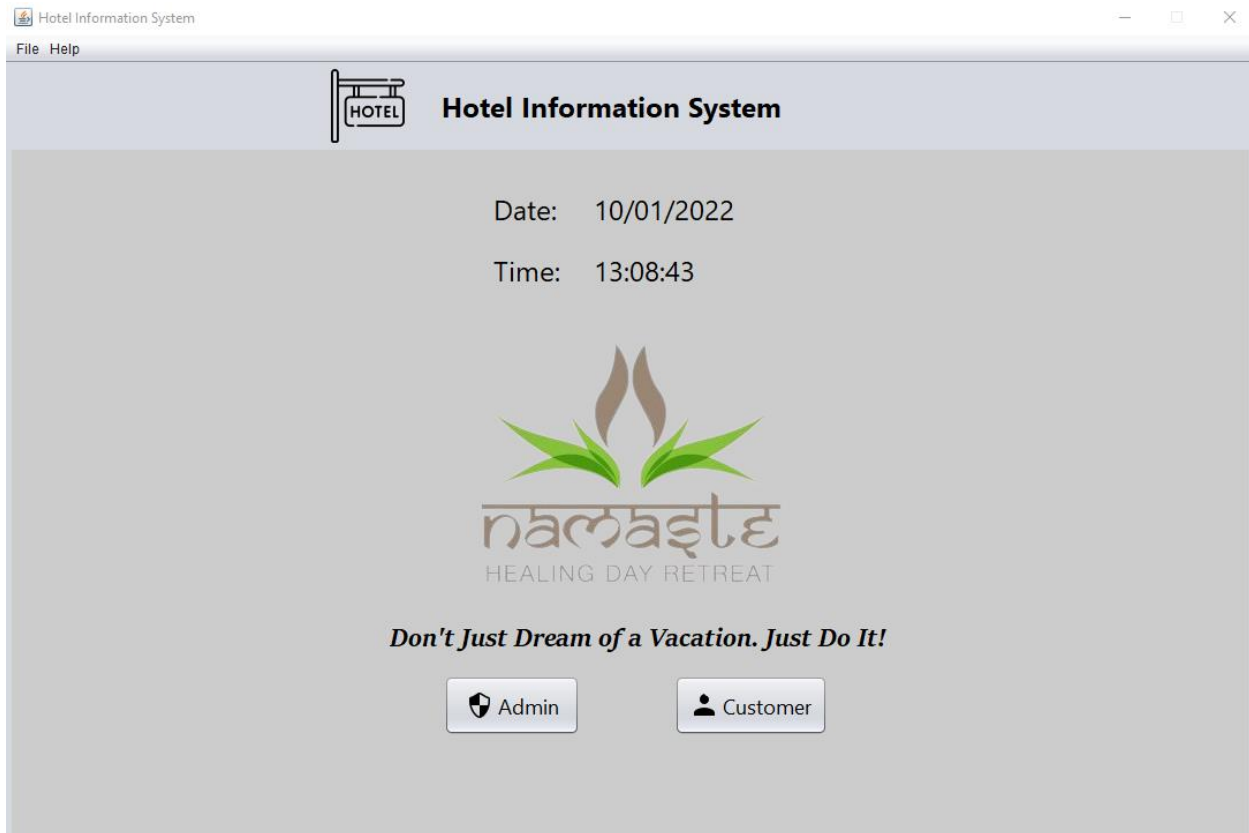 Hotel Information System
File Help
HOTEL
Hotel Information System
Date: 10/01/2022
Time: 13:08:43
namaste
HEALING DAY RETREAT
Don't Just Dream of a Vacation. Just Do It!
Admin Customer